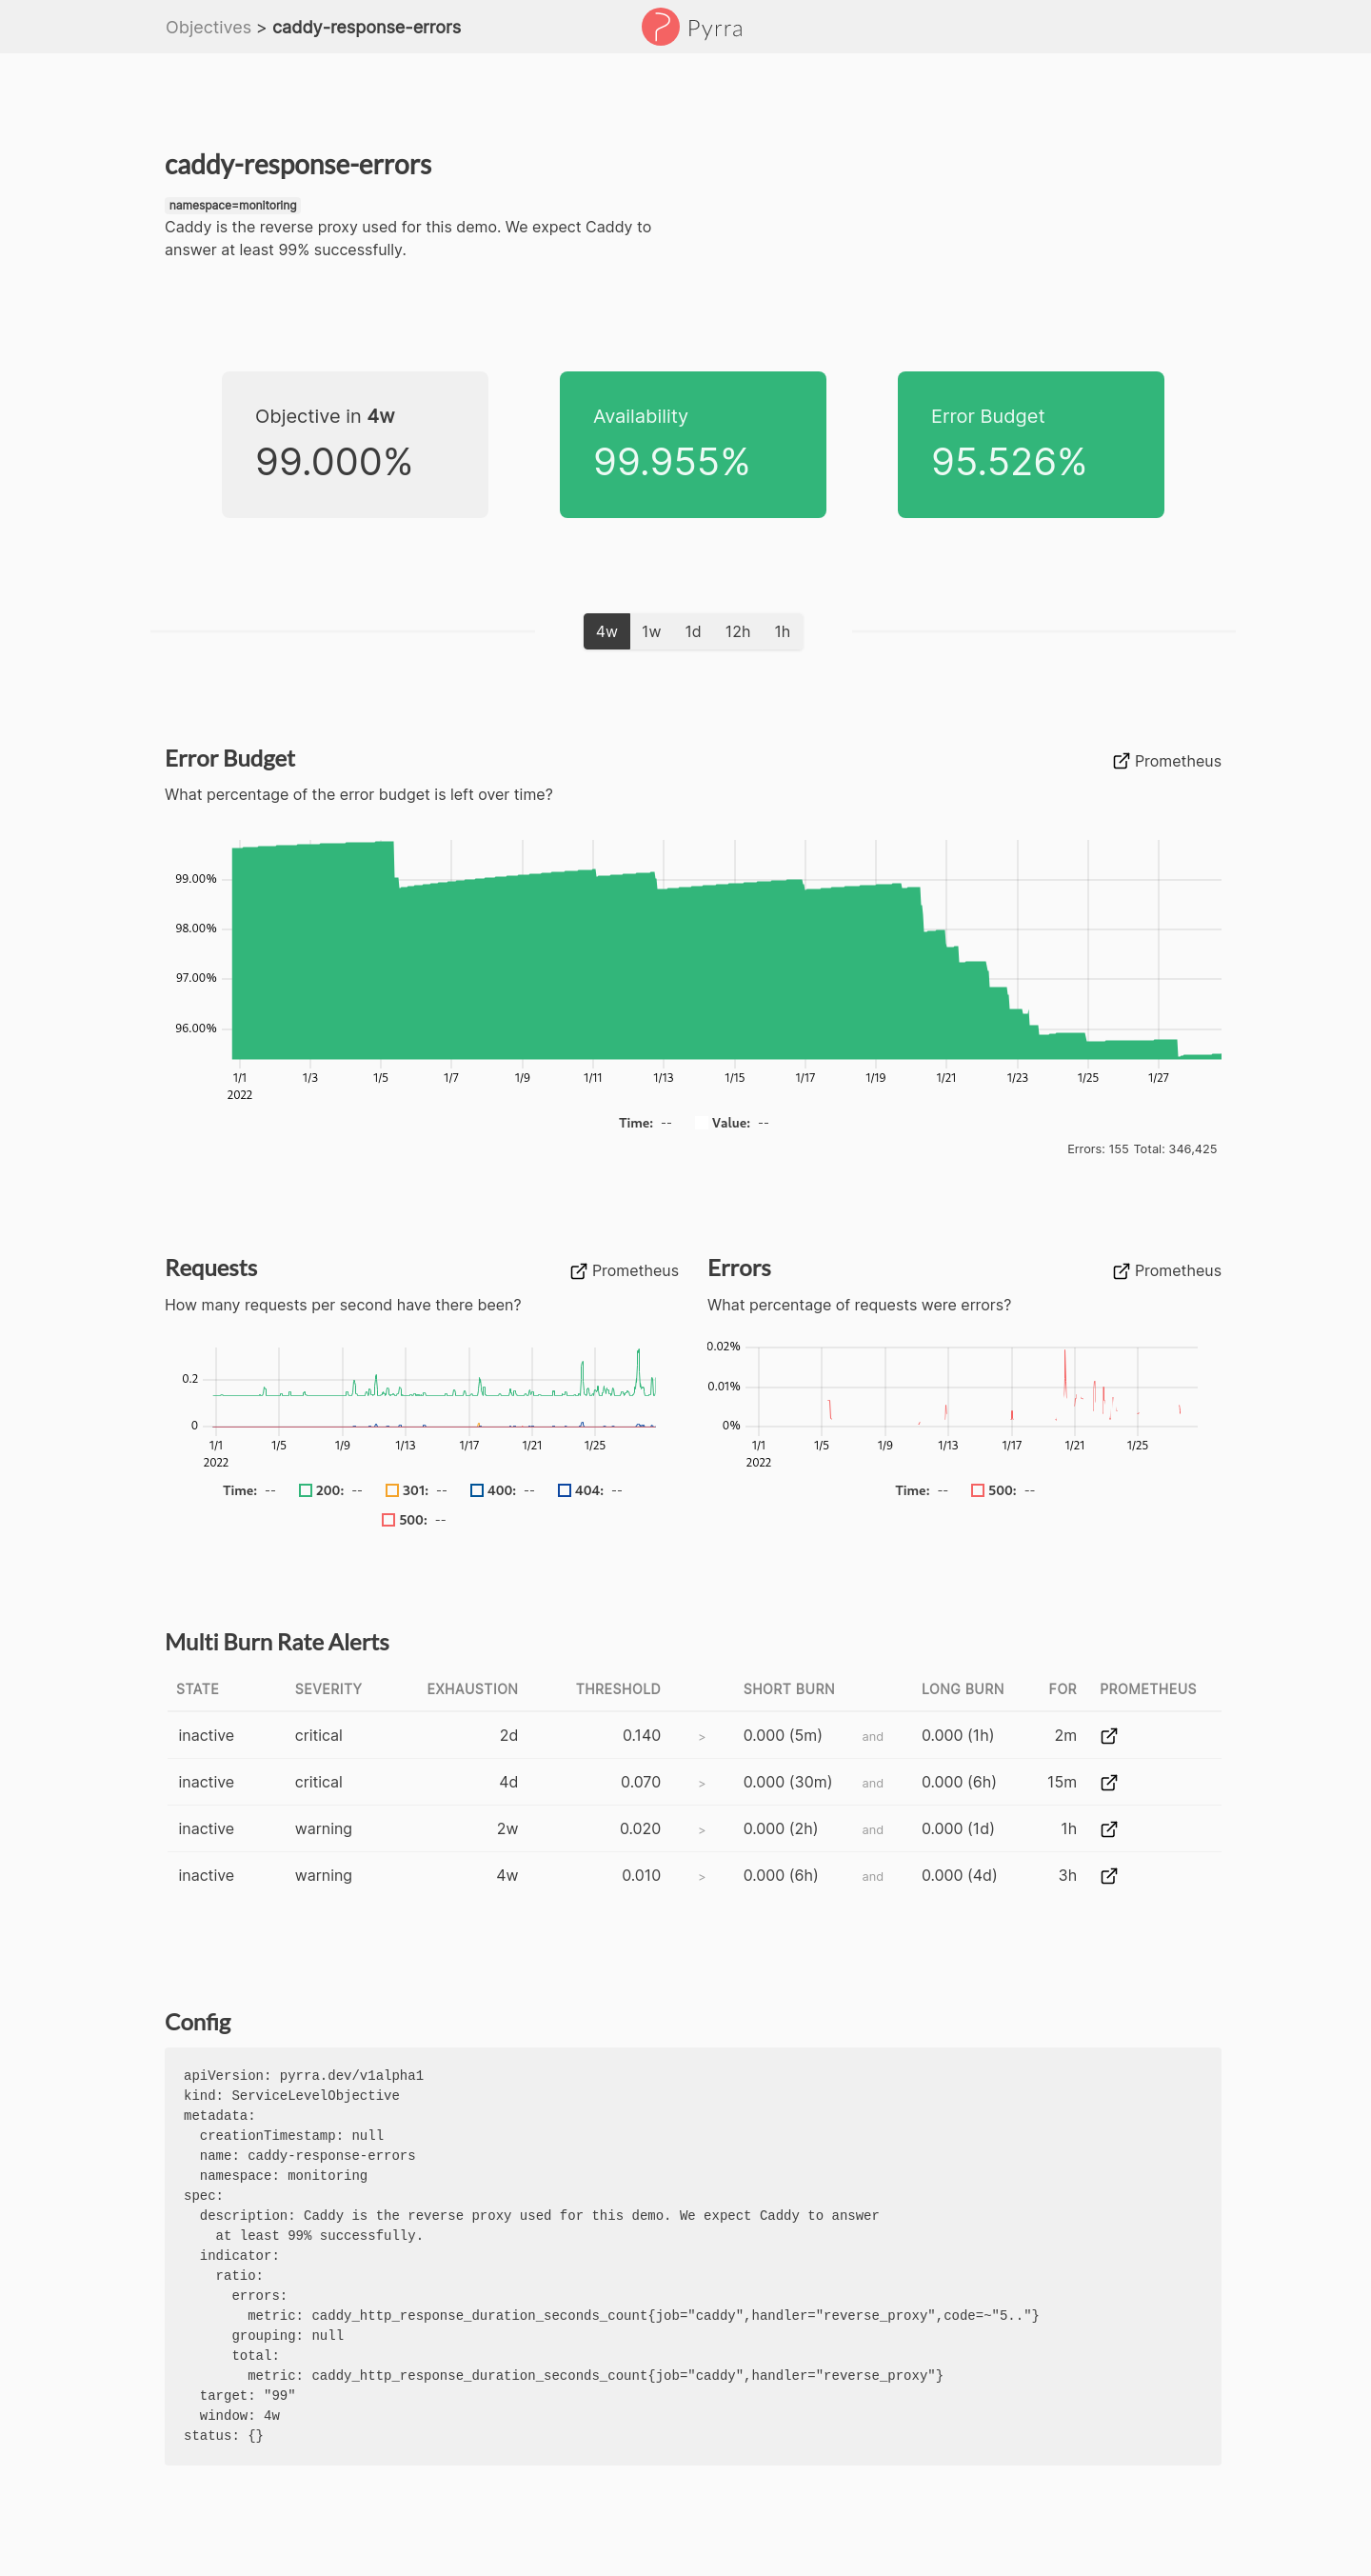 Objectives > caddy-response-errors
Pyrra
caddy-response-errors
namespace=monitoring
Caddy is the reverse proxy used for this demo. We expect Caddy to
answer at least 99% successfully.
Objective in 4w
99.000%
Availability
99.955%
Error Budget
95.526%
4w 1w 1d 12h 1h
Error Budget
Prometheus
What percentage of the error budget is left over time?
99.00%
98.00%
97.00%
96.00%
1/1 1/3 1/5 1/7 1/9 1/11 1/13 1/15 1/17 1/19 1/21 1/23 1/25 1/27
2022
Time: -- Value: --
Errors: 155 Total: 346,425
Requests
Prometheus
How many requests per second have there been?
0.2
0
1/1 1/5 1/9 1/13 1/17 1/21 1/25
2022
Time: -- 200: -- 301: -- 400: -- 404: --
500: --
Errors
Prometheus
What percentage of requests were errors?
0.02%
0.01%
0%
1/1 1/5 1/9 1/13 1/17 1/21 1/25
2022
Time: -- 500: --
Multi Burn Rate Alerts
STATE SEVERITY EXHAUSTION THRESHOLD SHORT BURN LONG BURN FOR PROMETHEUS
inactive critical 2d 0.140 > 0.000 (5m) and 0.000 (1h) 2m
inactive critical 4d 0.070 > 0.000 (30m) and 0.000 (6h) 15m
inactive warning 2w 0.020 > 0.000 (2h) and 0.000 (1d) 1h
inactive warning 4w 0.010 > 0.000 (6h) and 0.000 (4d) 3h
Config
apiVersion: pyrra.dev/v1alpha1
kind: ServiceLevelObjective
metadata:
  creationTimestamp: null
  name: caddy-response-errors
  namespace: monitoring
spec:
  description: Caddy is the reverse proxy used for this demo. We expect Caddy to answer
    at least 99% successfully.
  indicator:
    ratio:
      errors:
        metric: caddy_http_response_duration_seconds_count{job="caddy",handler="reverse_proxy",code=~"5.."}
      grouping: null
      total:
        metric: caddy_http_response_duration_seconds_count{job="caddy",handler="reverse_proxy"}
  target: "99"
  window: 4w
status: {}